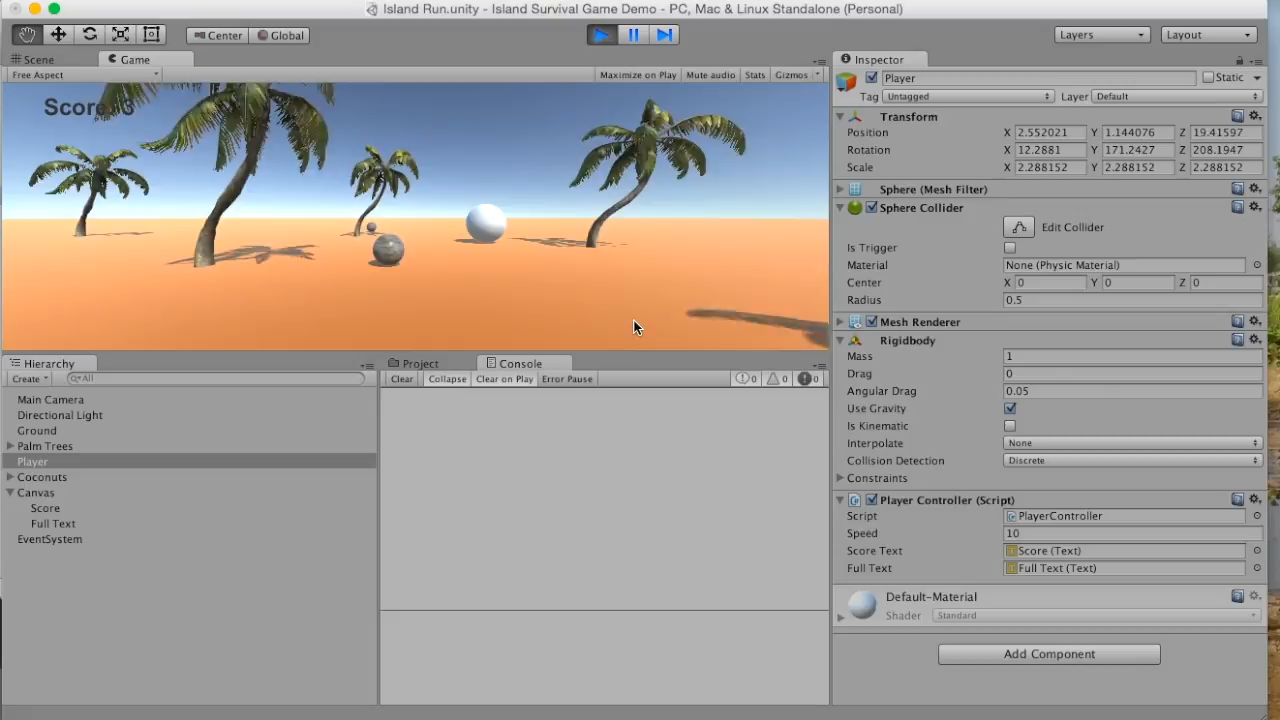 Island Run.unity - Island Survival Game Demo - PC, Mac & Linux Standalone (Personal)
Center Global Layers Layout
Scene Game
Free Aspect Maximize on Play Mute audio Stats Gizmos
Score: 3
Hierarchy
Create All
Main Camera
Directional Light
Ground
Palm Trees
Player
Coconuts
Canvas
Score
Full Text
EventSystem
Project Console
Clear Collapse Clear on Play Error Pause 0 0 0
Inspector
Player Static
Tag Untagged Layer Default
Transform
Position X 2.552021 Y 1.144076 Z 19.41597
Rotation X 12.2881 Y 171.2427 Z 208.1947
Scale X 2.288152 Y 2.288152 Z 2.288152
Sphere (Mesh Filter)
Sphere Collider
Edit Collider
Is Trigger
Material None (Physic Material)
Center X 0 Y 0 Z 0
Radius 0.5
Mesh Renderer
Rigidbody
Mass 1
Drag 0
Angular Drag 0.05
Use Gravity
Is Kinematic
Interpolate None
Collision Detection Discrete
Constraints
Player Controller (Script)
Script PlayerController
Speed 10
Score Text Score (Text)
Full Text Full Text (Text)
Default-Material
Shader Standard
Add Component